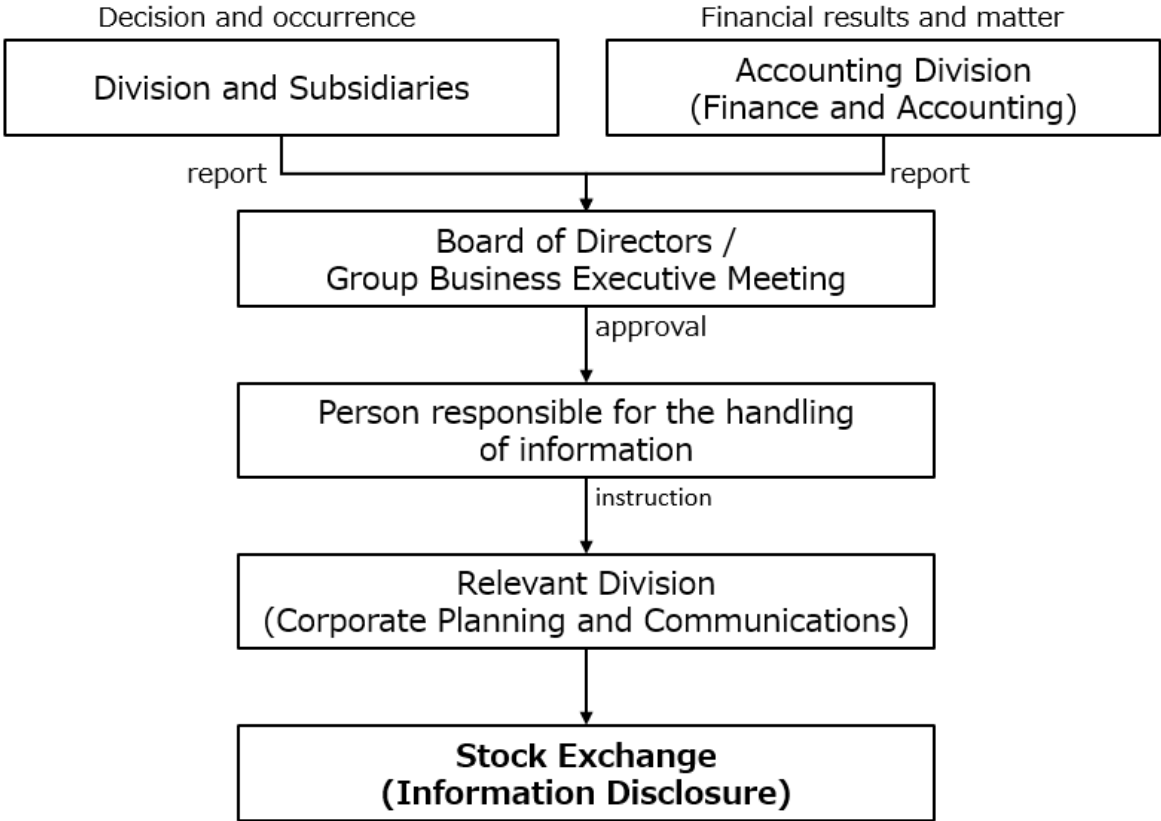 Decision and occurrence
Financial results and matter
Division and Subsidiaries
Accounting Division
(Finance and Accounting)
report
report
Board of Directors /
Group Business Executive Meeting
approval
Person responsible for the handling
of information
instruction
Relevant Division
(Corporate Planning and Communications)
Stock Exchange
(Information Disclosure)